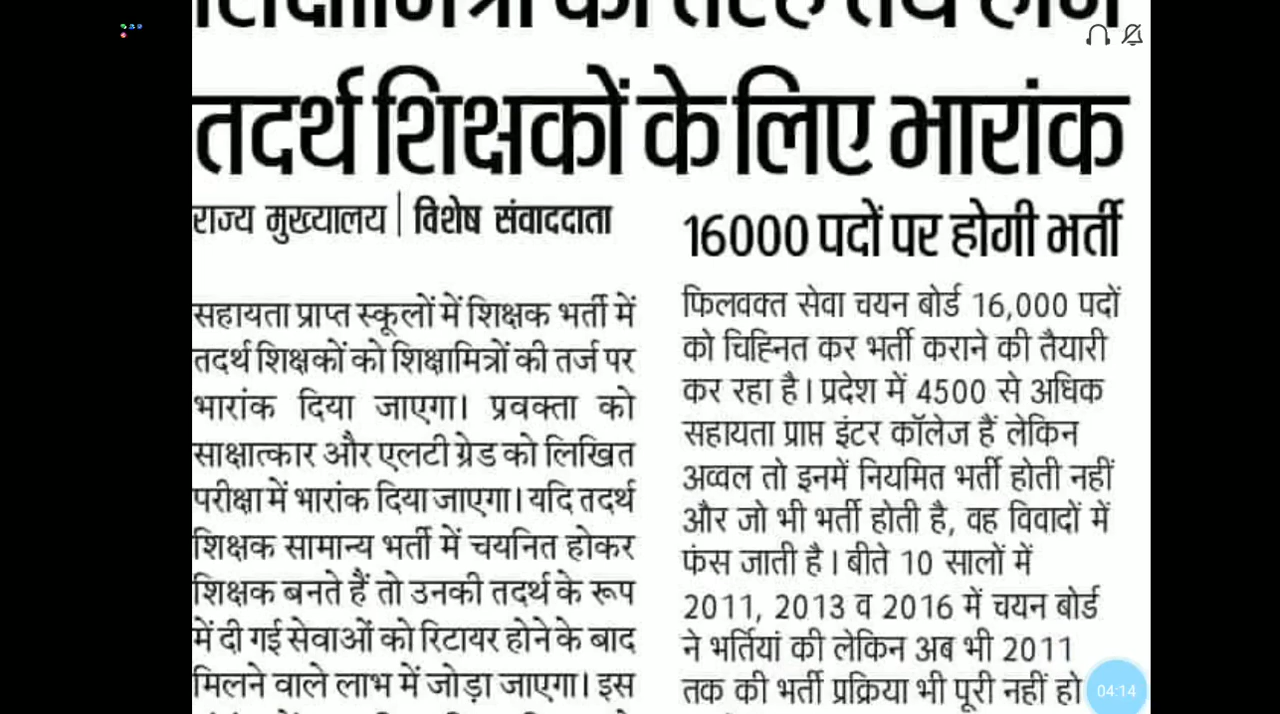 शिक्षामित्रों की तरह तय होंगे
तदर्थ शिक्षकों के लिए भारांक
राज्य मुख्यालय | विशेष संवाददाता
सहायता प्राप्त स्कूलों में शिक्षक भर्ती में
तदर्थ शिक्षकों को शिक्षामित्रों की तर्ज पर
भारांक दिया जाएगा। प्रवक्ता को
साक्षात्कार और एलटी ग्रेड को लिखित
परीक्षा में भारांक दिया जाएगा। यदि तदर्थ
शिक्षक सामान्य भर्ती में चयनित होकर
शिक्षक बनते हैं तो उनकी तदर्थ के रूप
में दी गई सेवाओं को रिटायर होने के बाद
मिलने वाले लाभ में जोड़ा जाएगा। इस
16000 पदों पर होगी भर्ती
फिलवक्त सेवा चयन बोर्ड 16,000 पदों
को चिह्नित कर भर्ती कराने की तैयारी
कर रहा है। प्रदेश में 4500 से अधिक
सहायता प्राप्त इंटर कॉलेज हैं लेकिन
अव्वल तो इनमें नियमित भर्ती होती नहीं
और जो भी भर्ती होती है, वह विवादों में
फंस जाती है। बीते 10 सालों में
2011, 2013 व 2016 में चयन बोर्ड
ने भर्तियां की लेकिन अब भी 2011
तक की भर्ती प्रक्रिया भी पूरी नहीं हो
04:14